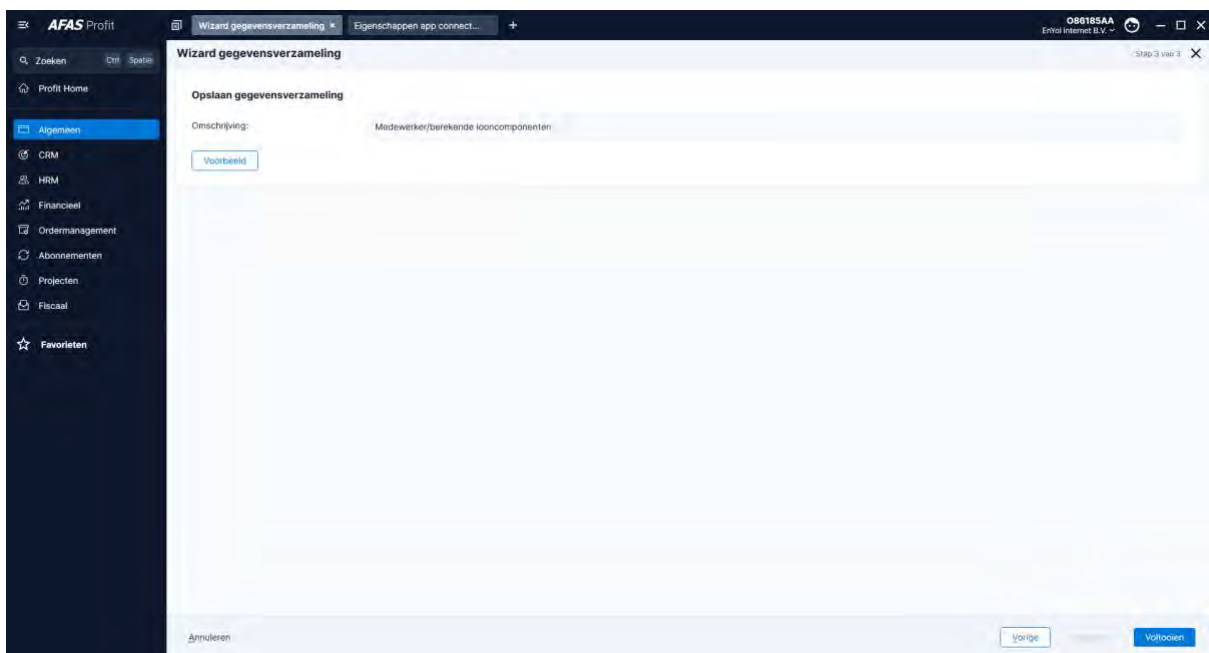 AFAS Profit
Wizard gegevensverzameling ×
Eigenschappen app connect...
+
086185AA
EnYoi Internet B.V.
Zoeken Ctrl Spatie
Profit Home
Algemeen
CRM
HRM
Financieel
Ordermanagement
Abonnementen
Projecten
Fiscaal
Favorieten
Wizard gegevensverzameling
Stap 3 van 3
Opslaan gegevensverzameling
Omschrijving: Medewerker/berekende looncomponenten
Voorbeeld
Annuleren
Vorige
Voltooien